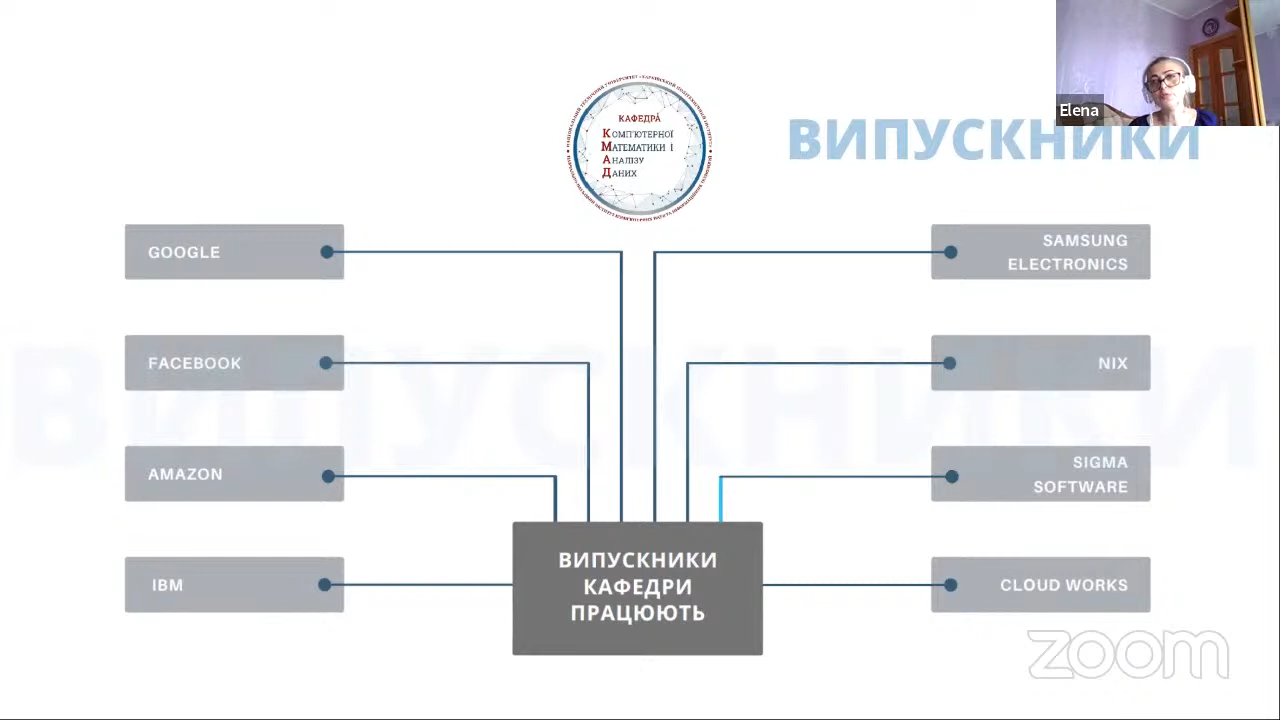 Elena
КАФЕДРА
КОМП'ЮТЕРНОЇ
МАТЕМАТИКИ І
АНАЛІЗУ
ДАНИХ
ВИПУСКНИКИ
GOOGLE
SAMSUNG
ELECTRONICS
FACEBOOK
NIX
ВИПУСКНИКИ
AMAZON
SIGMA
SOFTWARE
ВИПУСКНИКИ
КАФЕДРИ
ПРАЦЮЮТЬ
IBM
CLOUD WORKS
zoom